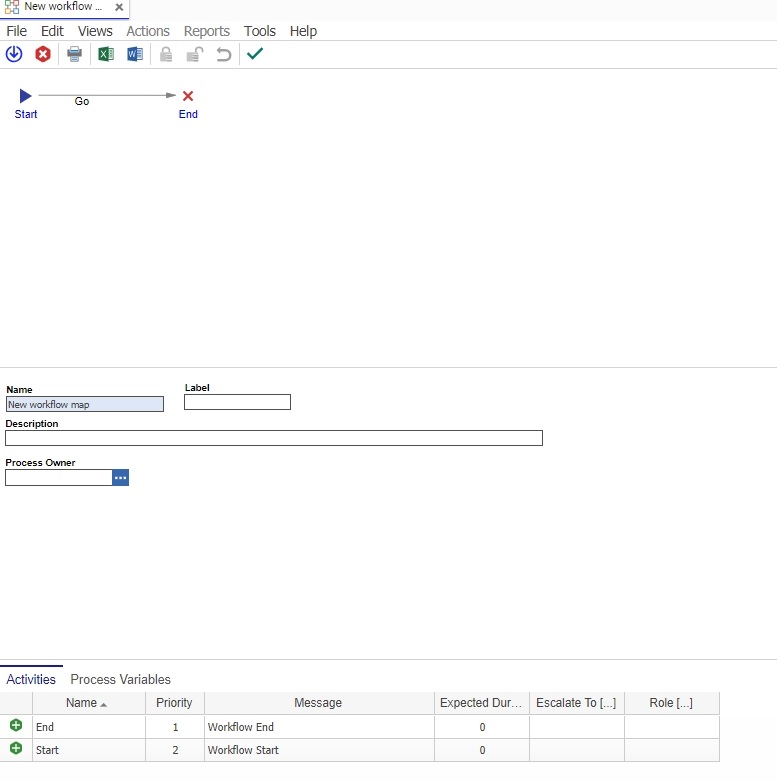 New workflow ...
File Edit Views Actions Reports Tools Help
Go
Start End
Name Label
New workflow map
Description
Process Owner
Activities Process Variables
Name Priority Message Expected Dur... Escalate To [...] Role [...]
End 1 Workflow End 0
Start 2 Workflow Start 0